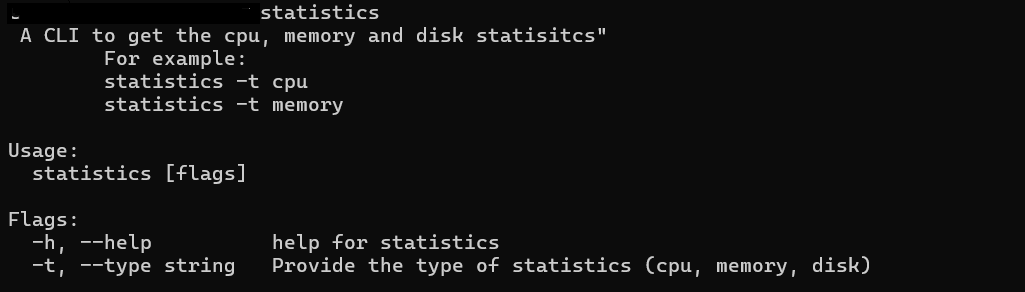 statistics
A CLI to get the cpu, memory and disk statisitcs"
For example:
statistics -t cpu
statistics -t memory
Usage:
statistics [flags]
Flags:
-h, --help help for statistics
-t, --type string Provide the type of statistics (cpu, memory, disk)